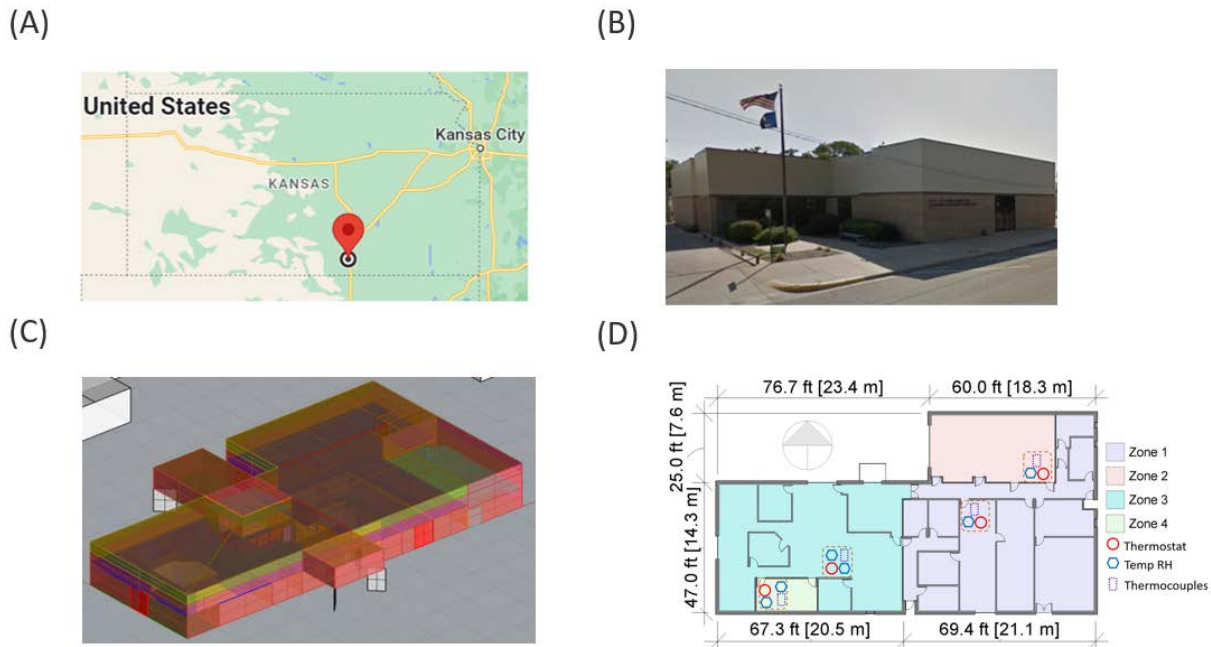 (A)
(B)
United States
Kansas City
KANSAS
(C)
(D)
76.7 ft [23.4 m]
60.0 ft [18.3 m]
25.0 ft [7.6 m]
47.0 ft [14.3 m]
Zone 1
Zone 2
Zone 3
Zone 4
Thermostat
Temp RH
Thermocouples
67.3 ft [20.5 m]
69.4 ft [21.1 m]